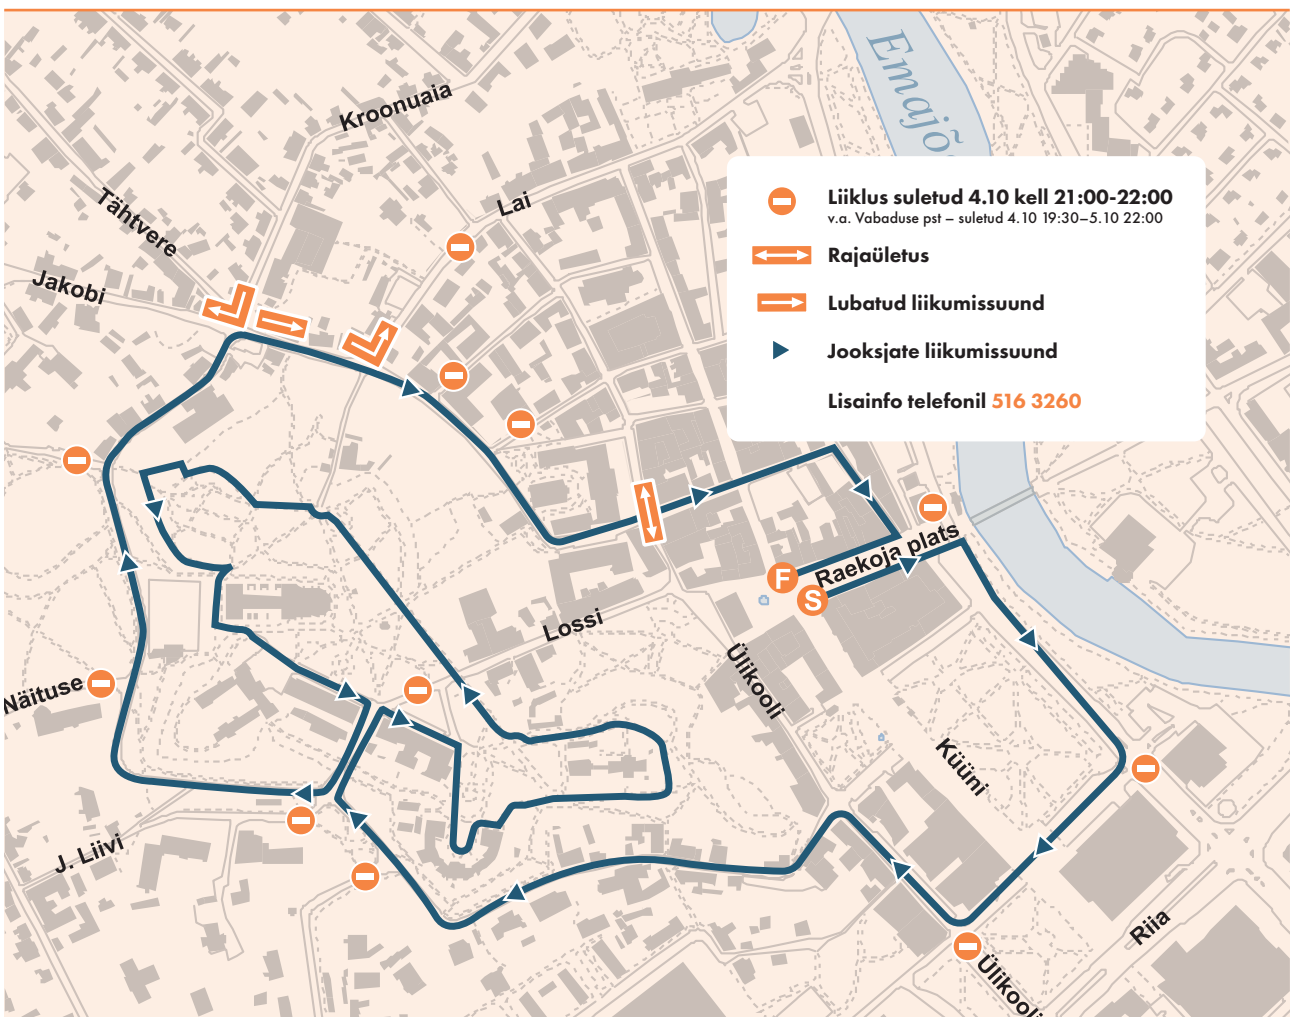 Emajõ
Kroonuaia
Lai
Tähtvere
Jakobi
Liiklus suletud 4.10 kell 21:00-22:00
v.a. Vabaduse pst – suletud 4.10 19:30–5.10 22:00
Rajaületus
Lubatud liikumissuund
Jooksjate liikumissuund
Lisainfo telefonil 516 3260
Raekoja plats
F
S
Lossi
Ülikooli
Näituse
Küüni
J. Liivi
Riia
Ülikooli